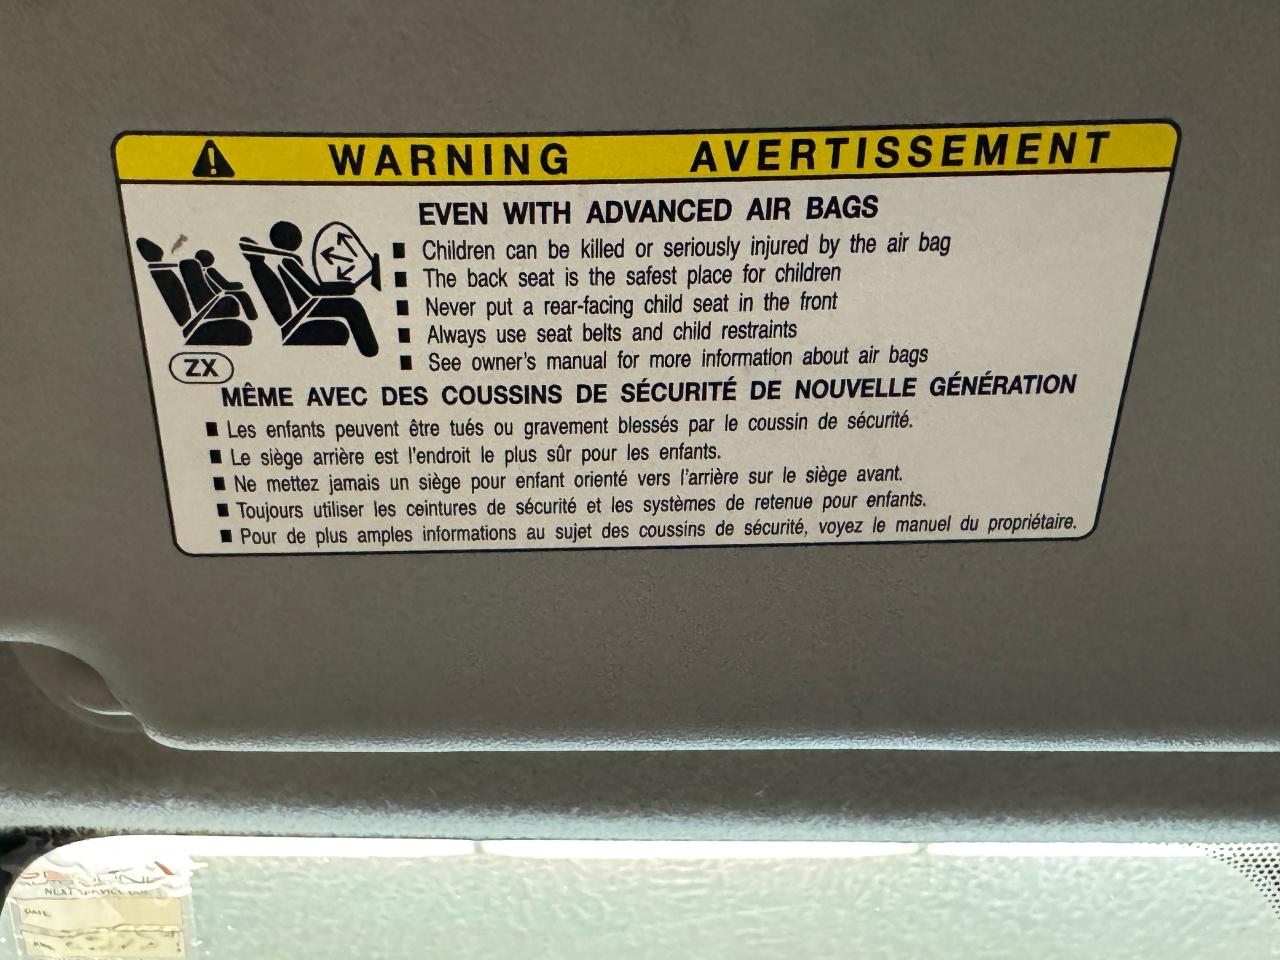 WARNING AVERTISSEMENT
EVEN WITH ADVANCED AIR BAGS
■ Children can be killed or seriously injured by the air bag
■ The back seat is the safest place for children
■ Never put a rear-facing child seat in the front
■ Always use seat belts and child restraints
■ See owner's manual for more information about air bags
ZX
MÊME AVEC DES COUSSINS DE SÉCURITÉ DE NOUVELLE GÉNÉRATION
■ Les enfants peuvent être tués ou gravement blessés par le coussin de sécurité.
■ Le siège arrière est l'endroit le plus sûr pour les enfants.
■ Ne mettez jamais un siège pour enfant orienté vers l'arrière sur le siège avant.
■ Toujours utiliser les ceintures de sécurité et les systèmes de retenue pour enfants.
■ Pour de plus amples informations au sujet des coussins de sécurité, voyez le manuel du propriétaire.
NEXT SERVICE DUE